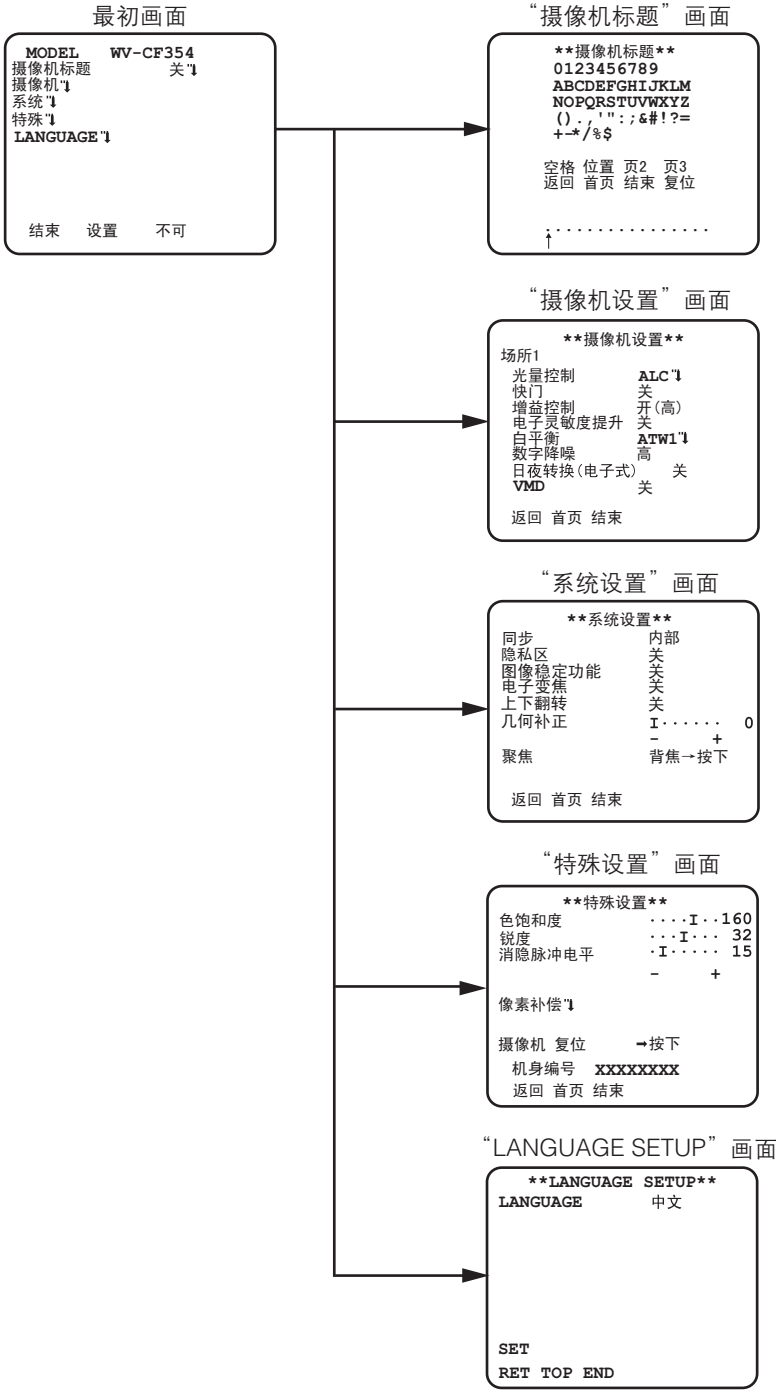 最初画面
MODEL WV-CF354
摄像机标题 关
摄像机
系统
特殊
LANGUAGE
结束 设置 不可
“摄像机标题” 画面
**摄像机标题**
0123456789
ABCDEFGHIJKLM
NOPQRSTUVWXYZ
().,'":;&#!?=
+-*/%$
空格 位置 页2 页3
返回 首页 结束 复位
................
↑
“摄像机设置” 画面
**摄像机设置**
场所1
光量控制 ALC
快门 关
增益控制 开(高)
电子灵敏度提升 关
白平衡 ATW1
数字降噪 高
日夜转换(电子式) 关
VMD 关
返回 首页 结束
“系统设置” 画面
**系统设置**
同步 内部
隐私区 关
图像稳定功能 关
电子变焦 关
上下翻转 关
几何补正 I······ 0
- +
聚焦 背焦→按下
返回 首页 结束
“特殊设置” 画面
**特殊设置**
色饱和度 ····I··160
锐度 ···I··· 32
消隐脉冲电平 ·I····· 15
- +
像素补偿
摄像机 复位 →按下
机身编号 XXXXXXXX
返回 首页 结束
“LANGUAGE SETUP” 画面
**LANGUAGE SETUP**
LANGUAGE 中文
SET
RET TOP END